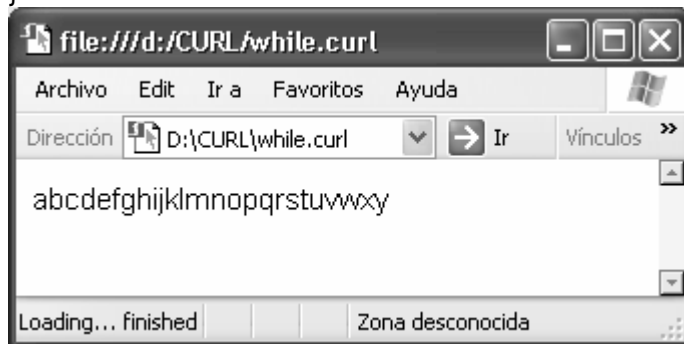 file:///d:/CURL/while.curl
Archivo Edit Ir a Favoritos Ayuda
Dirección D:\CURL\while.curl Ir Vínculos »
abcdefghijklmnopqrstuvwxy
Loading... finished Zona desconocida